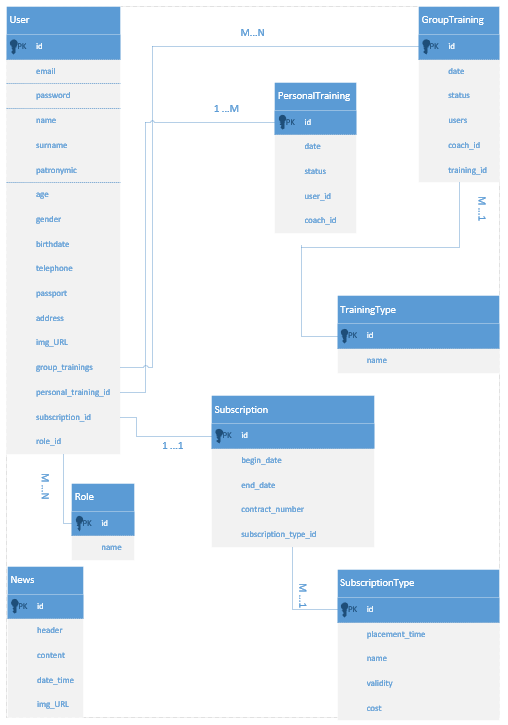 User
PK id
email
password
name
surname
patronymic
age
gender
birthdate
telephone
passport
address
img_URL
group_trainings
personal_training_id
subscription_id
role_id
M...N
GroupTraining
PK id
date
status
users
coach_id
training_id
1 ...M
PersonalTraining
PK id
date
status
user_id
coach_id
M ...1
TrainingType
PK id
name
1 ...1
Subscription
PK id
begin_date
end_date
contract_number
subscription_type_id
M...N
Role
PK id
name
M...1
News
PK id
header
content
date_time
img_URL
SubscriptionType
PK id
placement_time
name
validity
cost